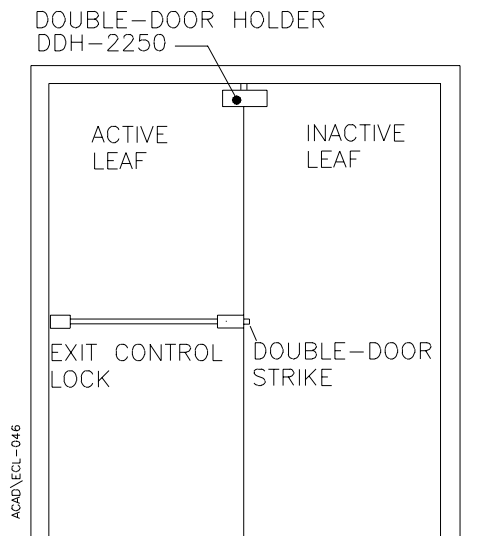 DOUBLE-DOOR HOLDER
DDH-2250
ACTIVE
LEAF
INACTIVE
LEAF
EXIT CONTROL
LOCK
DOUBLE-DOOR
STRIKE
ACAD\ECL-046